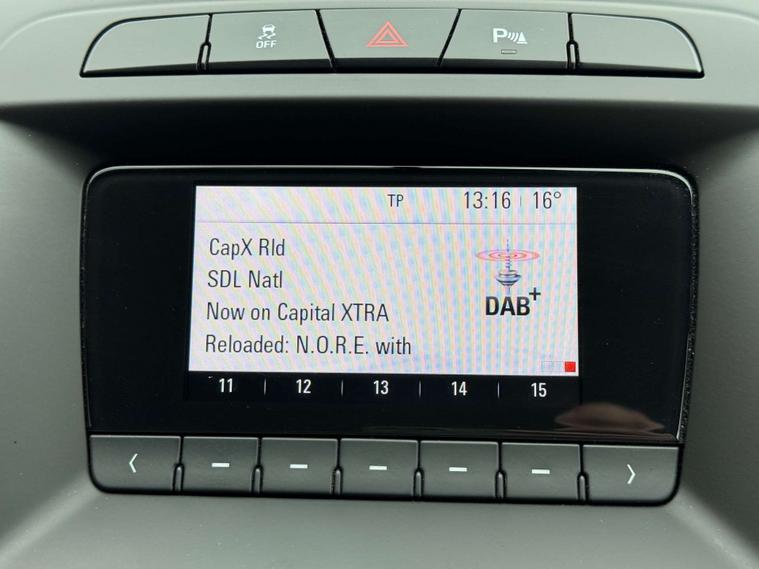 OFF
P
TP 13:16 16°
CapX Rld
SDL Natl
Now on Capital XTRA
Reloaded: N.O.R.E. with
DAB+
11 12 13 14 15